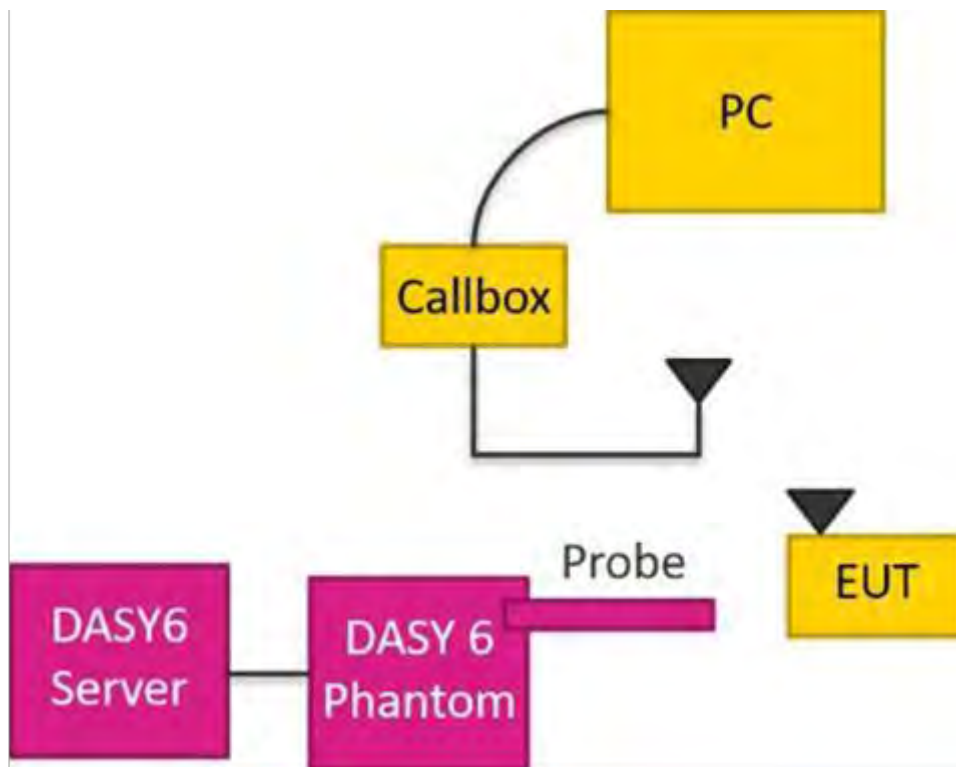 PC
Callbox
Probe
EUT
DASY6
Server
DASY 6
Phantom